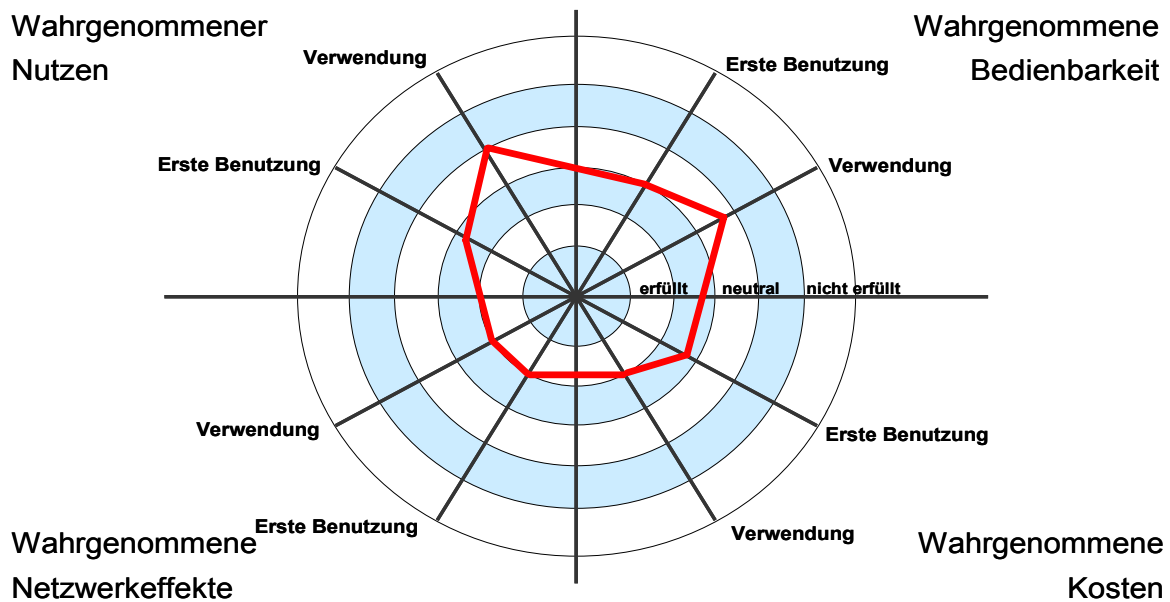 Wahrgenommener
Nutzen
Wahrgenommene
Bedienbarkeit
Verwendung
Erste Benutzung
Erste Benutzung
Verwendung
erfüllt
neutral
nicht erfüllt
Verwendung
Erste Benutzung
Erste Benutzung
Verwendung
Wahrgenommene
Netzwerkeffekte
Wahrgenommene
Kosten